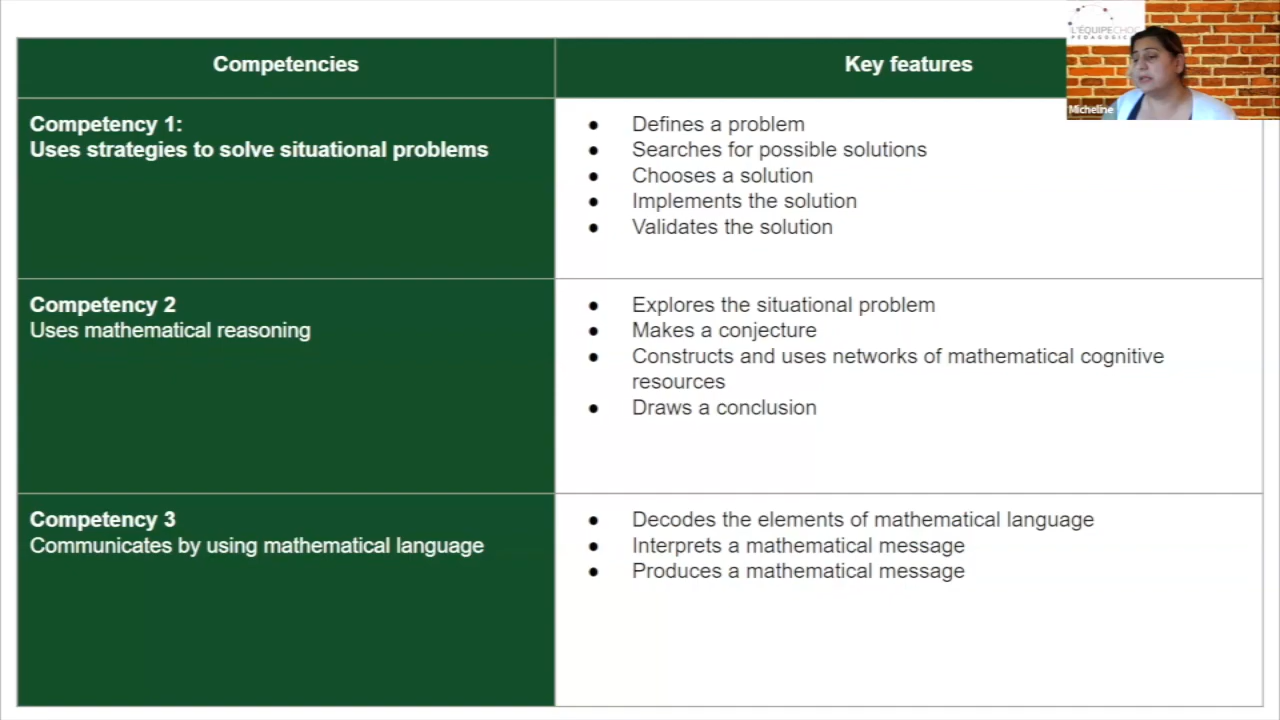 Competencies
Key features
Competency 1:
Uses strategies to solve situational problems
● Defines a problem
● Searches for possible solutions
● Chooses a solution
● Implements the solution
● Validates the solution
Competency 2
Uses mathematical reasoning
● Explores the situational problem
● Makes a conjecture
● Constructs and uses networks of mathematical cognitive
resources
● Draws a conclusion
Competency 3
Communicates by using mathematical language
● Decodes the elements of mathematical language
● Interprets a mathematical message
● Produces a mathematical message
L'ÉQUIPECHOC
Micheline